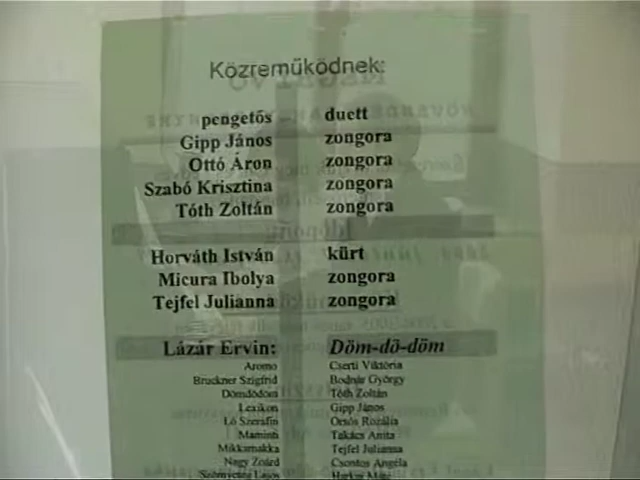 Közreműködnek:
pengetős duett
Gipp János zongora
Ottó Áron zongora
Szabó Krisztina zongora
Tóth Zoltán zongora
Horváth István kürt
Micura Ibolya zongora
Tejfel Julianna zongora
Lázár Ervin: Döm-dö-döm
Aromo Cserti Viktória
Bruckner Szigfrid Bodnár György
Dömdödöm Tóth Zoltán
Lexikon Gipp János
Ló Szerafin Orsós Rozália
Maminti Takács Anita
Mikkamakka Tejfel Julianna
Nagy Zoárd Csontos Angéla
Szörnyeteg Lajos